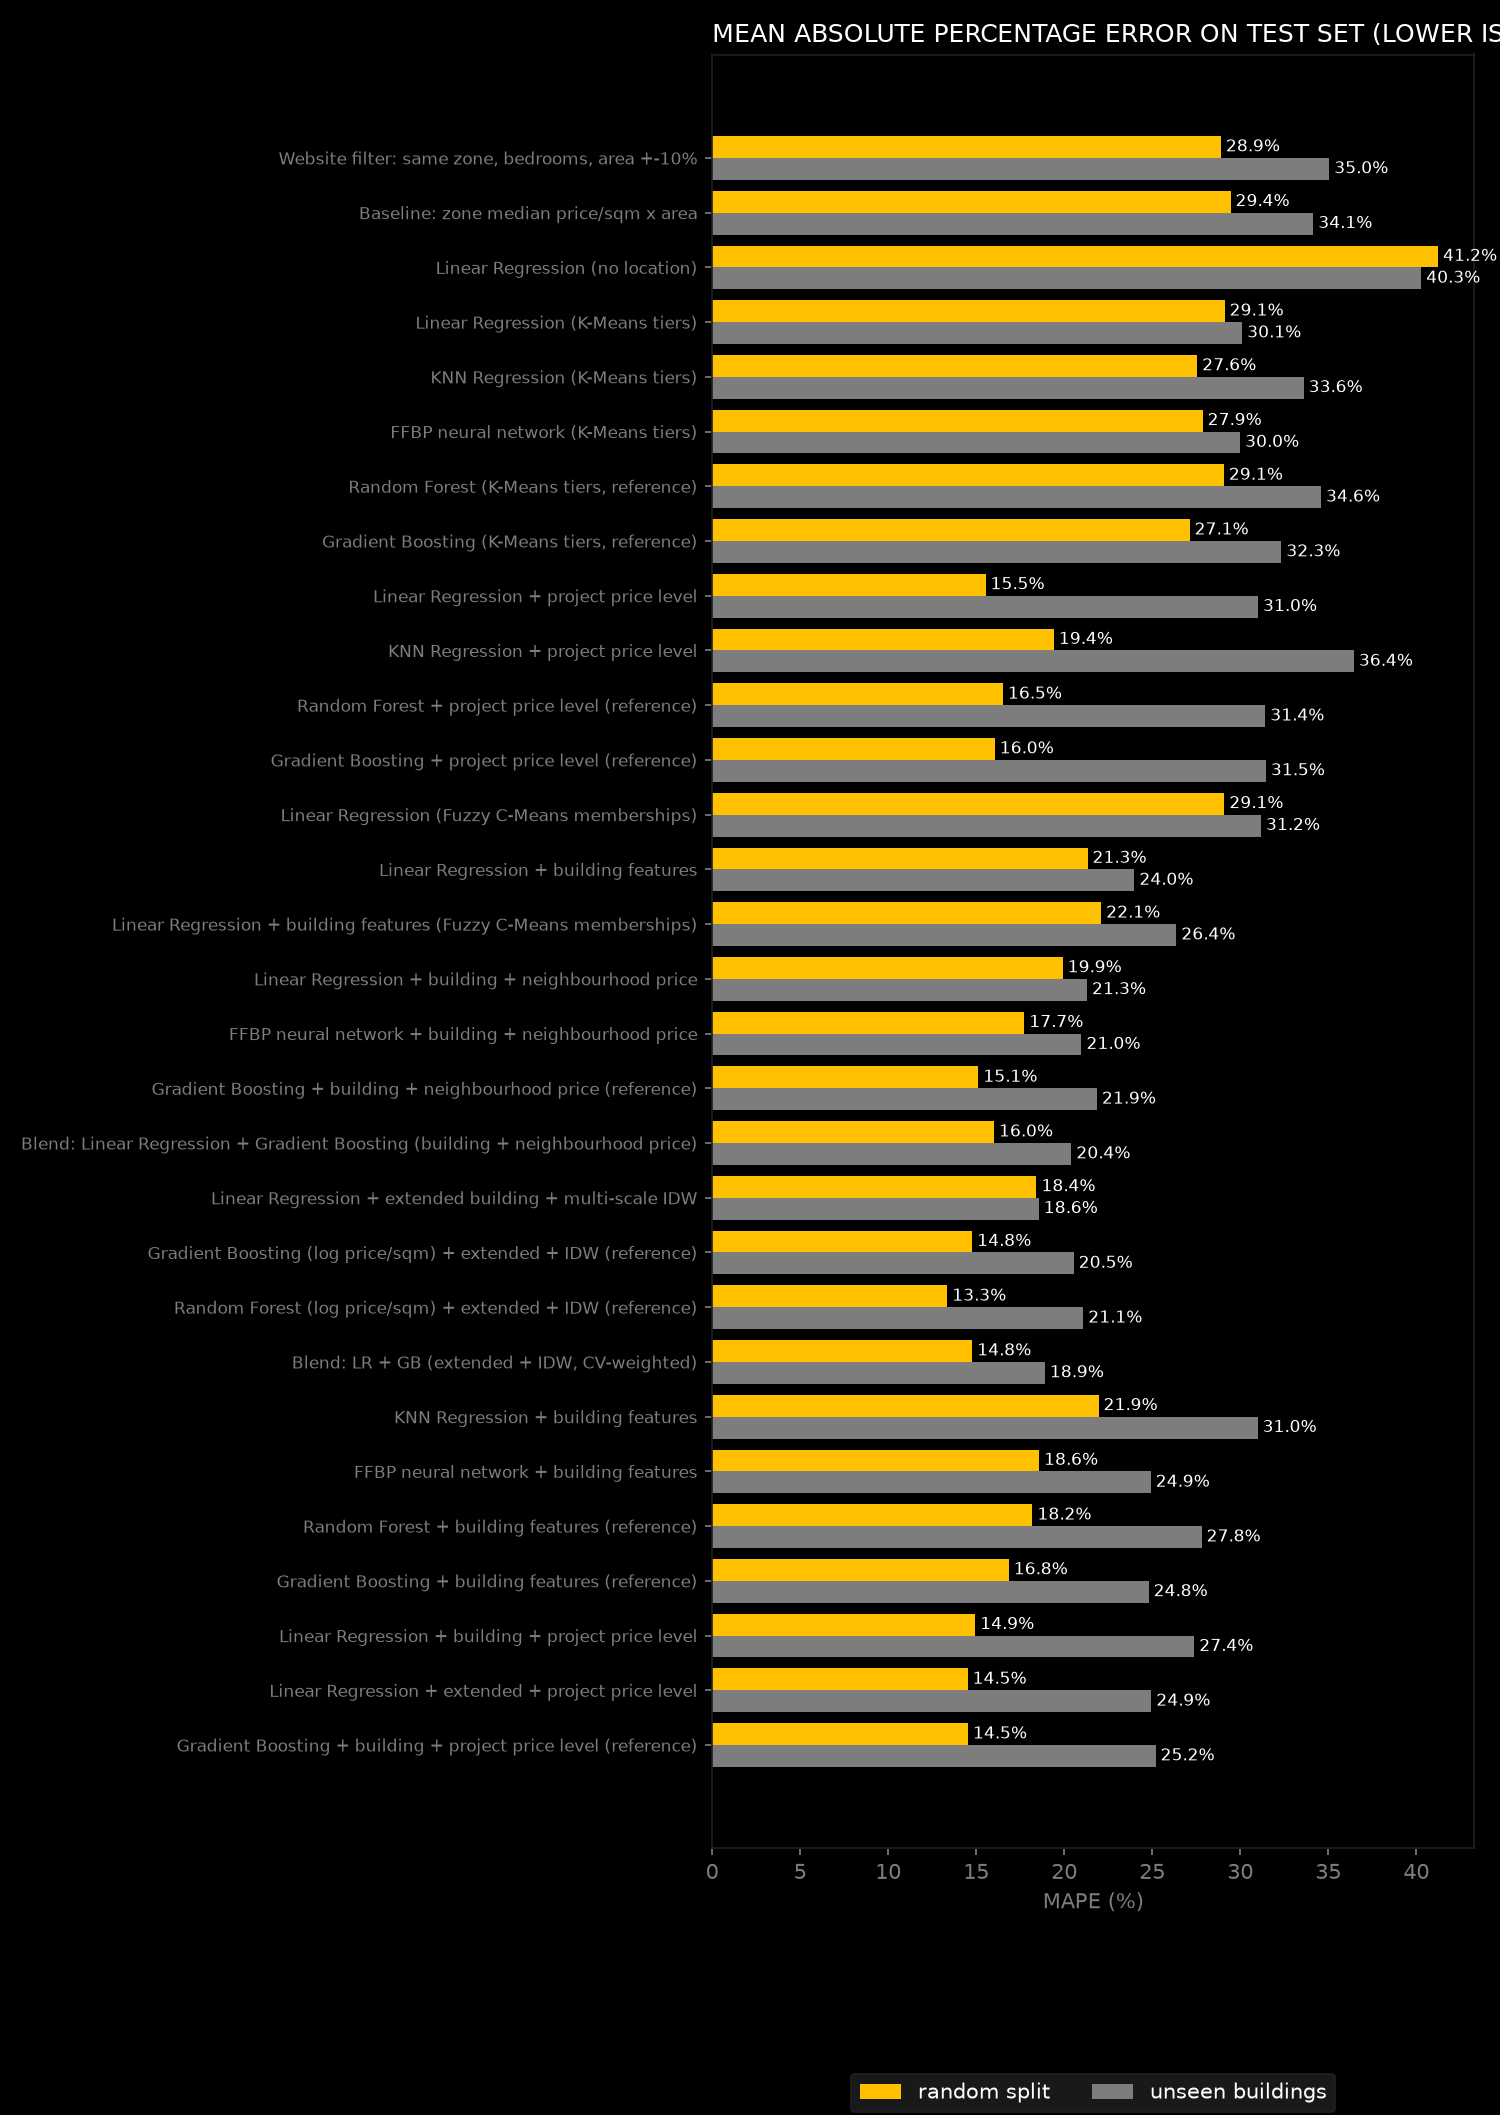 MEAN ABSOLUTE PERCENTAGE ERROR ON TEST SET (LOWER IS
Website filter: same zone, bedrooms, area +-10%
28.9%
35.0%
Baseline: zone median price/sqm x area
29.4%
34.1%
Linear Regression (no location)
41.2%
40.3%
Linear Regression (K-Means tiers)
29.1%
30.1%
KNN Regression (K-Means tiers)
27.6%
33.6%
FFBP neural network (K-Means tiers)
27.9%
30.0%
Random Forest (K-Means tiers, reference)
29.1%
34.6%
Gradient Boosting (K-Means tiers, reference)
27.1%
32.3%
Linear Regression + project price level
15.5%
31.0%
KNN Regression + project price level
19.4%
36.4%
Random Forest + project price level (reference)
16.5%
31.4%
Gradient Boosting + project price level (reference)
16.0%
31.5%
Linear Regression (Fuzzy C-Means memberships)
29.1%
31.2%
Linear Regression + building features
21.3%
24.0%
Linear Regression + building features (Fuzzy C-Means memberships)
22.1%
26.4%
Linear Regression + building + neighbourhood price
19.9%
21.3%
FFBP neural network + building + neighbourhood price
17.7%
21.0%
Gradient Boosting + building + neighbourhood price (reference)
15.1%
21.9%
Blend: Linear Regression + Gradient Boosting (building + neighbourhood price)
16.0%
20.4%
Linear Regression + extended building + multi-scale IDW
18.4%
18.6%
Gradient Boosting (log price/sqm) + extended + IDW (reference)
14.8%
20.5%
Random Forest (log price/sqm) + extended + IDW (reference)
13.3%
21.1%
Blend: LR + GB (extended + IDW, CV-weighted)
14.8%
18.9%
KNN Regression + building features
21.9%
31.0%
FFBP neural network + building features
18.6%
24.9%
Random Forest + building features (reference)
18.2%
27.8%
Gradient Boosting + building features (reference)
16.8%
24.8%
Linear Regression + building + project price level
14.9%
27.4%
Linear Regression + extended + project price level
14.5%
24.9%
Gradient Boosting + building + project price level (reference)
14.5%
25.2%
0 5 10 15 20 25 30 35 40
MAPE (%)
random split unseen buildings